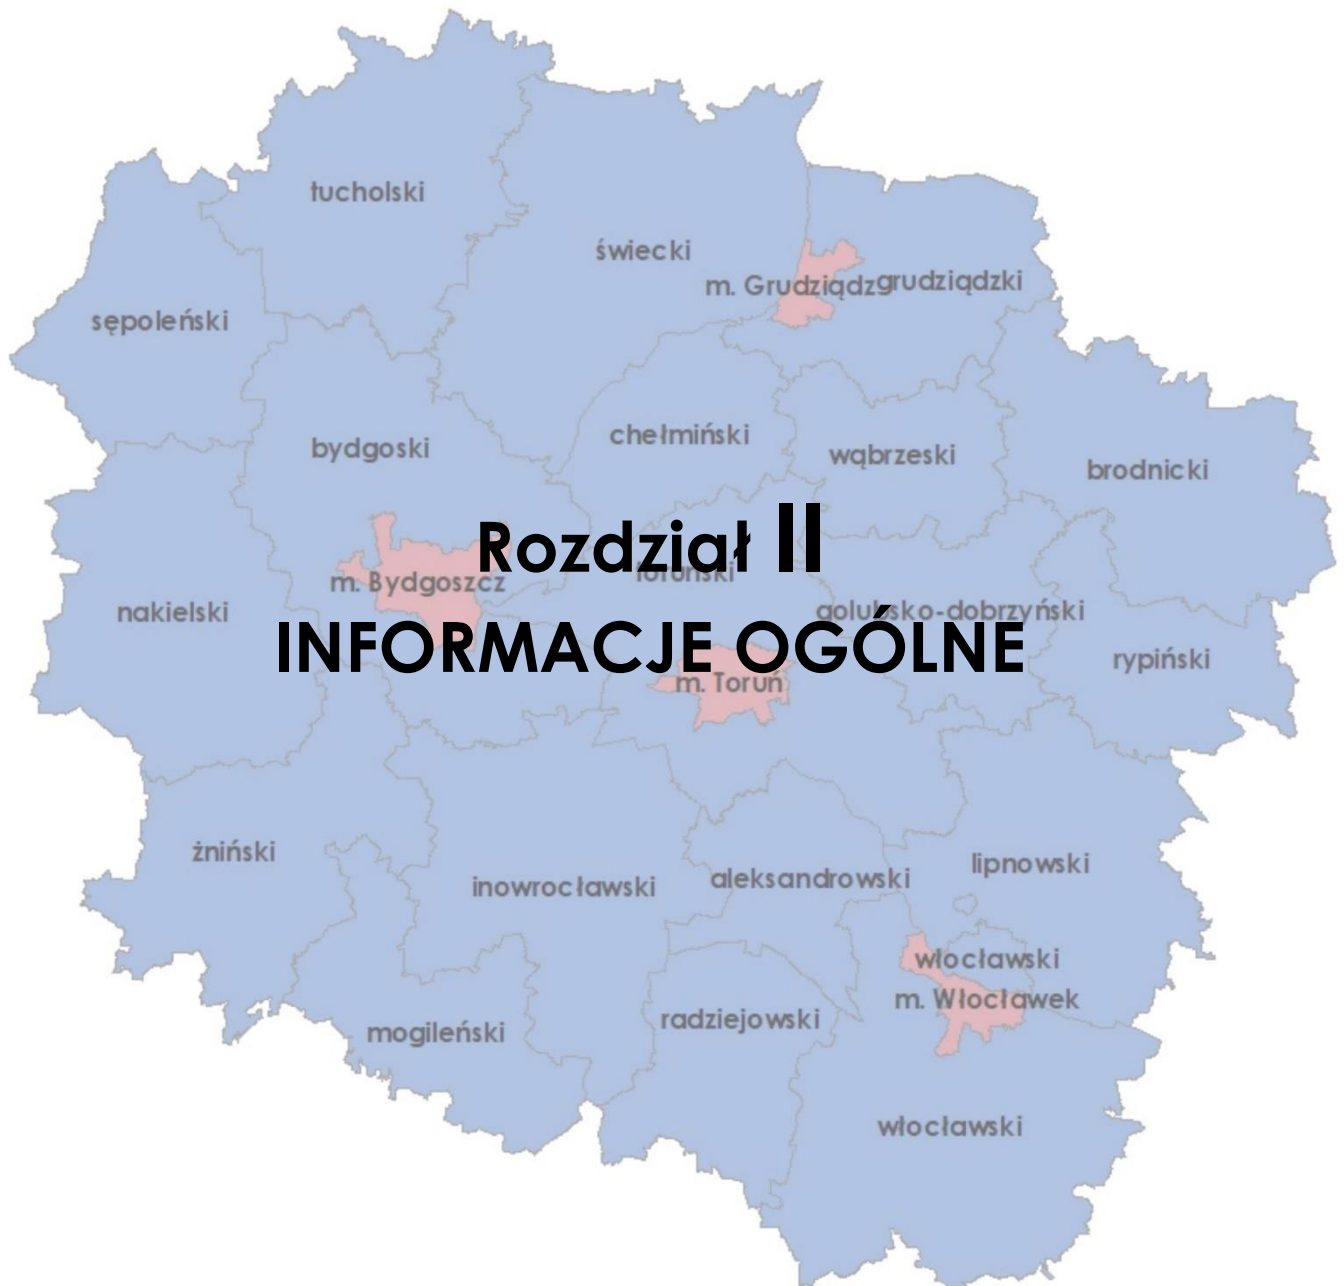 tucholski
świecki
m. Grudziądz
grudziądzki
sępoleński
chełmiński
bydgoski
wąbrzeski
brodnicki
Rozdział II
toruński
m. Bydgoszcz
nakielski
golubsko-dobrzyński
INFORMACJE OGÓLNE
rypiński
m. Toruń
żniński
lipnowski
aleksandrowski
inowrocławski
włocławski
m. Włocławek
radziejowski
mogileński
włocławski